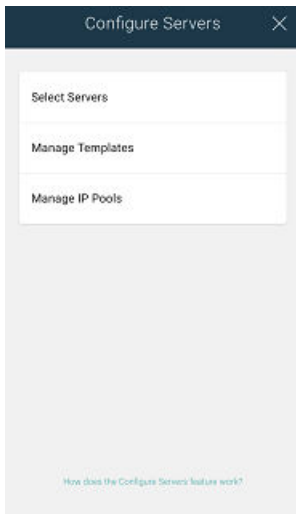 Configure Servers
Select Servers
Manage Templates
Manage IP Pools
How does the Configure Servers feature work?